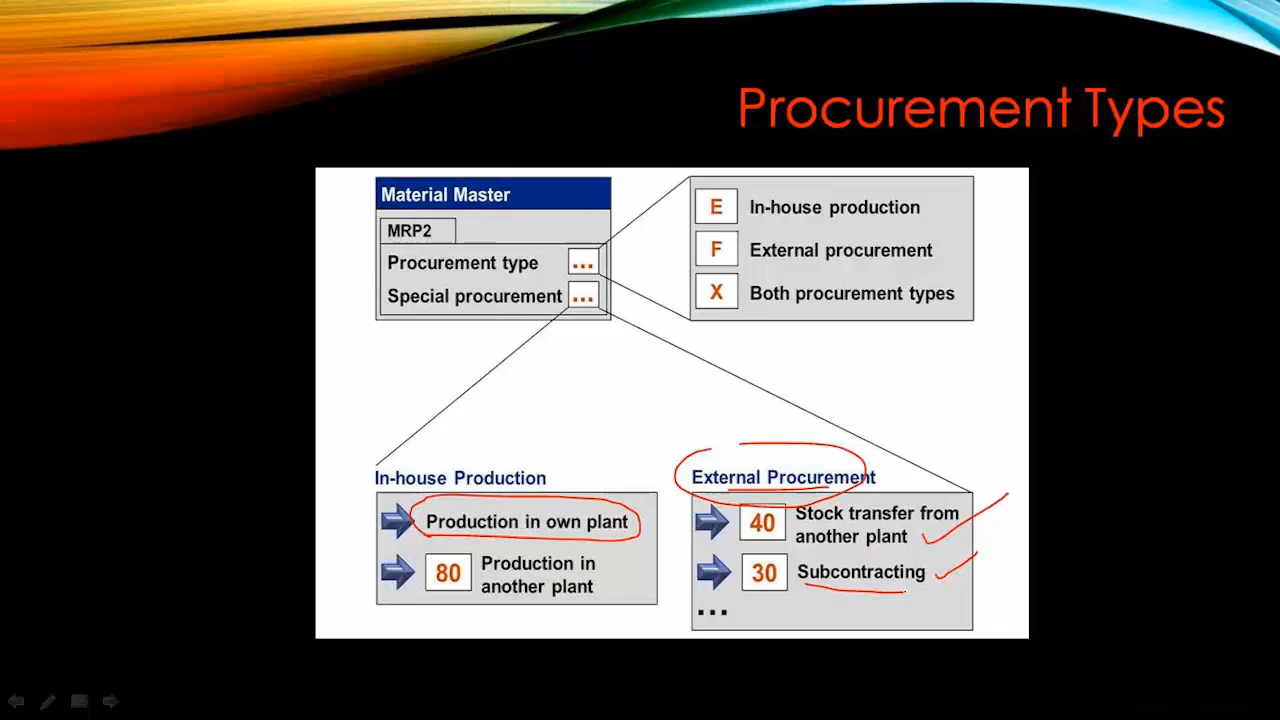 Procurement Types
Material Master
MRP2
Procurement type ...
Special procurement ...
E In-house production
F External procurement
X Both procurement types
In-house Production
Production in own plant
80 Production in
another plant
External Procurement
40 Stock transfer from
another plant
30 Subcontracting
...